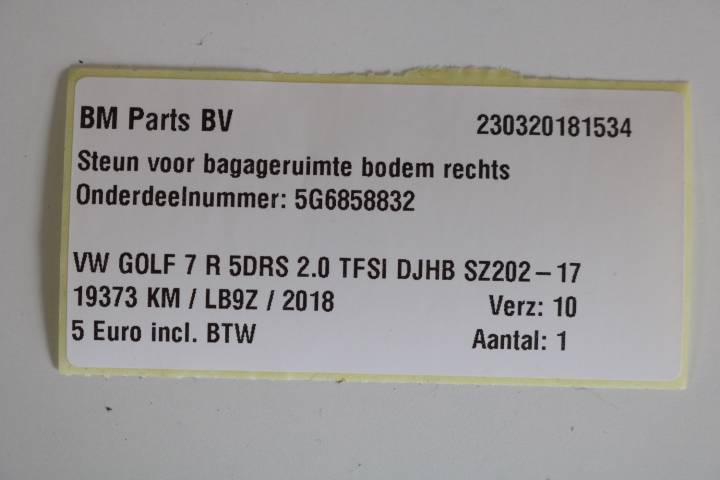 BM Parts BV 230320181534
Steun voor bagageruimte bodem rechts
Onderdeelnummer: 5G6858832
VW GOLF 7 R 5DRS 2.0 TFSI DJHB SZ202-17
19373 KM / LB9Z / 2018 Verz: 10
5 Euro incl. BTW Aantal: 1